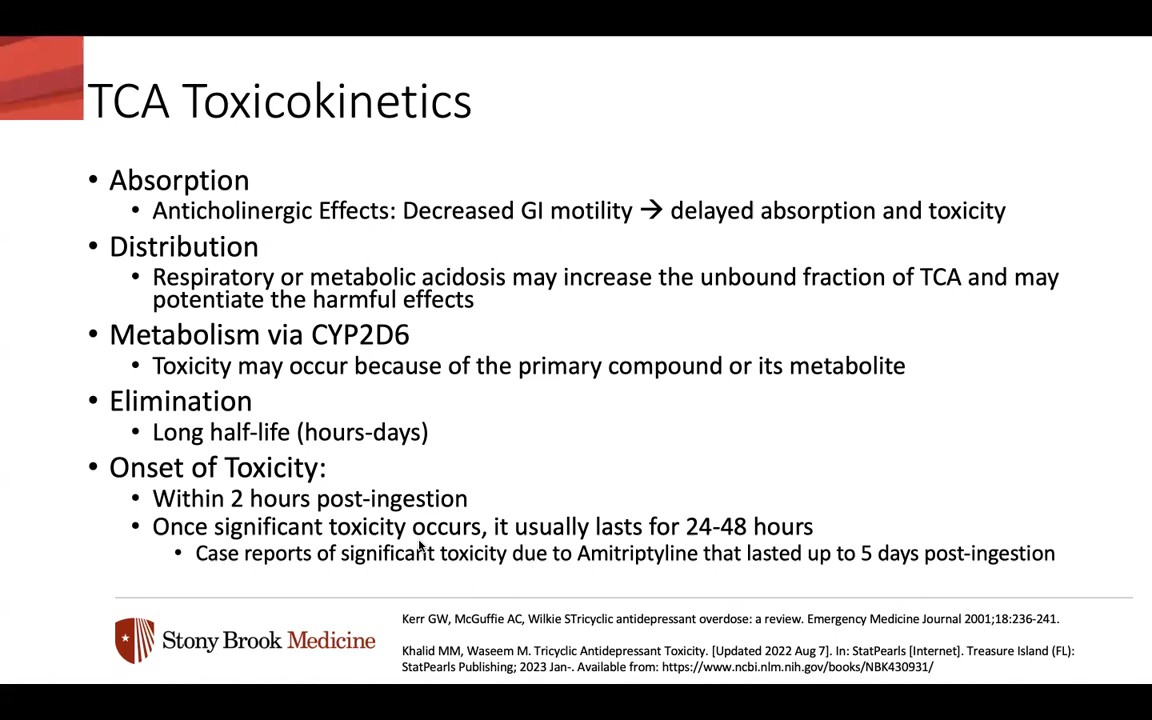 TCA Toxicokinetics
• Absorption
• Anticholinergic Effects: Decreased GI motility → delayed absorption and toxicity
• Distribution
• Respiratory or metabolic acidosis may increase the unbound fraction of TCA and may
potentiate the harmful effects
• Metabolism via CYP2D6
• Toxicity may occur because of the primary compound or its metabolite
• Elimination
• Long half-life (hours-days)
• Onset of Toxicity:
• Within 2 hours post-ingestion
• Once significant toxicity occurs, it usually lasts for 24-48 hours
• Case reports of significant toxicity due to Amitriptyline that lasted up to 5 days post-ingestion
Stony Brook Medicine
Kerr GW, McGuffie AC, Wilkie STricyclic antidepressant overdose: a review. Emergency Medicine Journal 2001;18:236-241.
Khalid MM, Waseem M. Tricyclic Antidepressant Toxicity. [Updated 2022 Aug 7]. In: StatPearls [Internet]. Treasure Island (FL):
StatPearls Publishing; 2023 Jan-. Available from: https://www.ncbi.nlm.nih.gov/books/NBK430931/